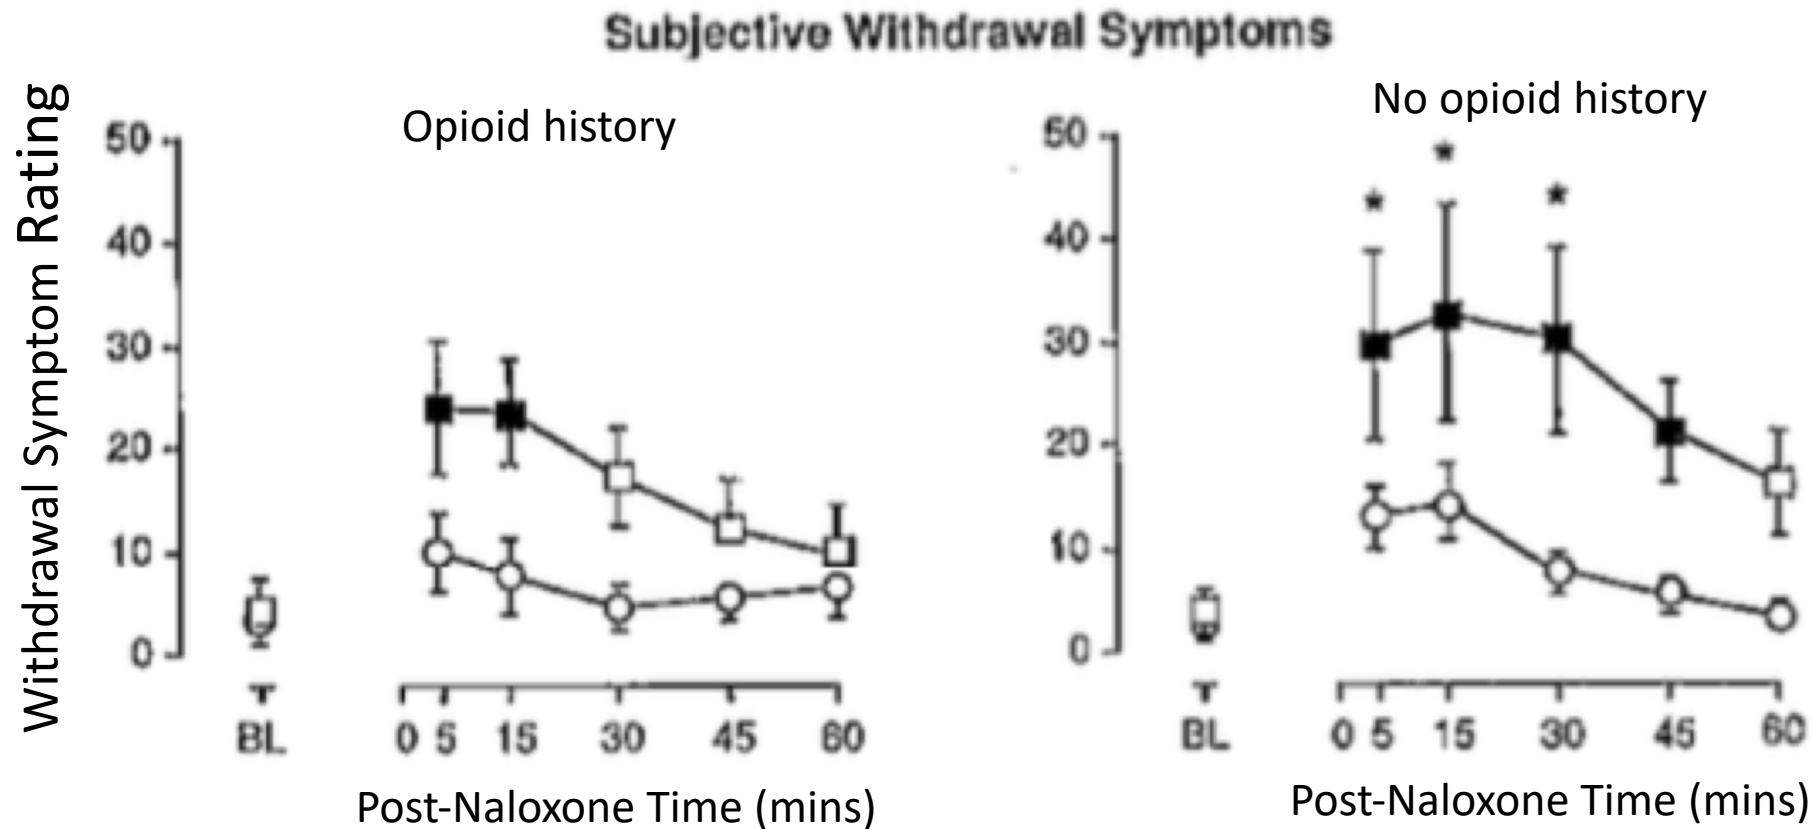 Subjective Withdrawal Symptoms
Withdrawal Symptom Rating
Opioid history
50
40
30
20
10
0
BL
0 5 15 30 45 60
Post-Naloxone Time (mins)
No opioid history
50
40
30
20
10
0
* * *
BL
0 5 15 30 45 60
Post-Naloxone Time (mins)